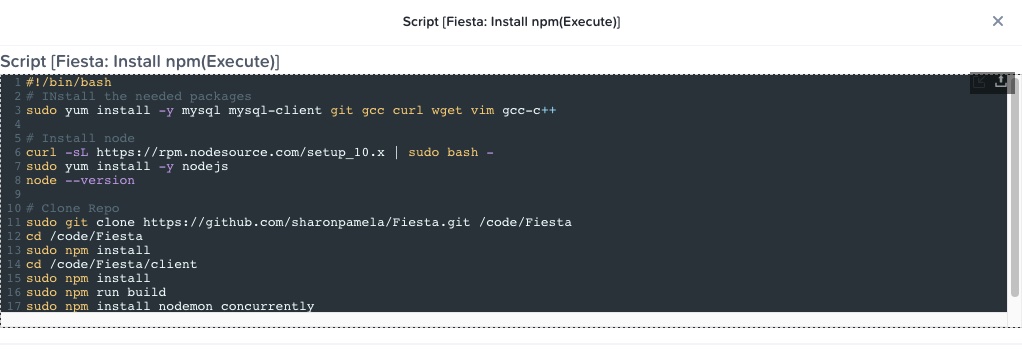 Script [Fiesta: Install npm(Execute)]
Script [Fiesta: Install npm(Execute)]
1 #!/bin/bash
2 # INstall the needed packages
3 sudo yum install -y mysql mysql-client git gcc curl wget vim gcc-c++
4
5 # Install node
6 curl -sL https://rpm.nodesource.com/setup_10.x | sudo bash -
7 sudo yum install -y nodejs
8 node --version
9
10 # Clone Repo
11 sudo git clone https://github.com/sharonpamela/Fiesta.git /code/Fiesta
12 cd /code/Fiesta
13 sudo npm install
14 cd /code/Fiesta/client
15 sudo npm install
16 sudo npm run build
17 sudo npm install nodemon concurrently